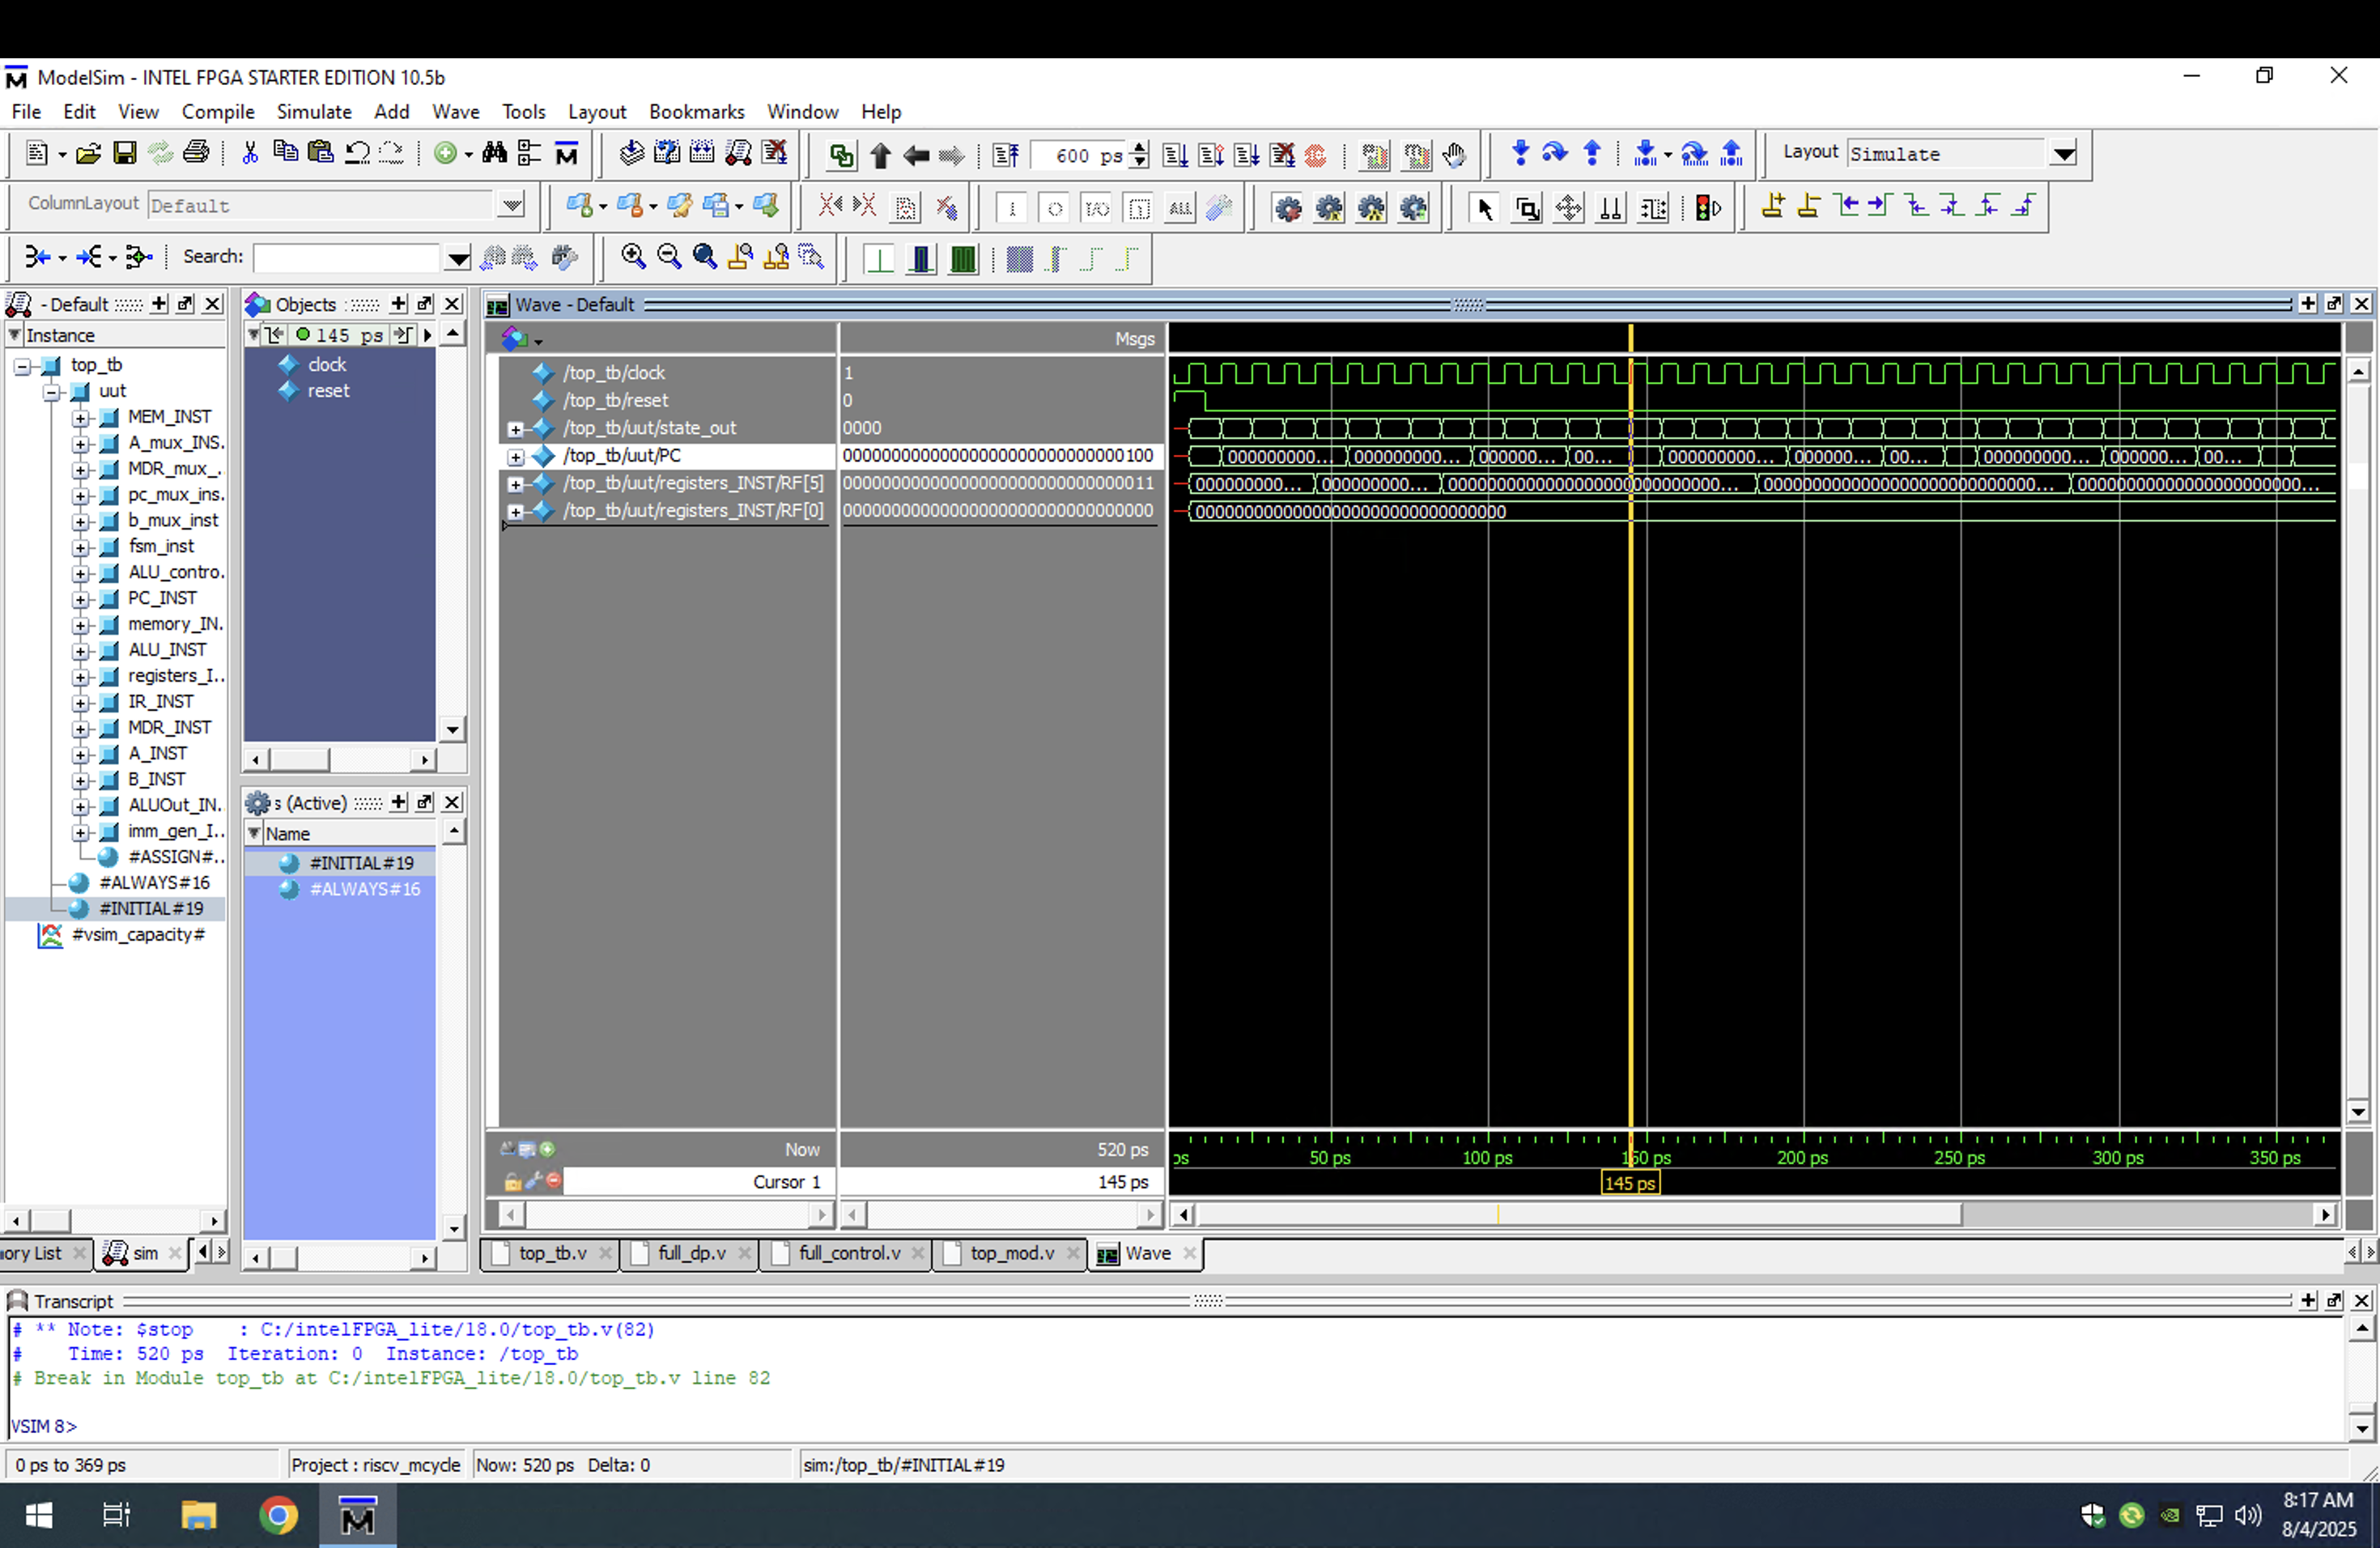 ModelSim - INTEL FPGA STARTER EDITION 10.5b
File Edit View Compile Simulate Add Wave Tools Layout Bookmarks Window Help
600 ps
Layout Simulate
ColumnLayout Default
Search:
- Default
Instance
top_tb
uut
MEM_INST
A_mux_INS.
MDR_mux_.
pc_mux_ins.
b_mux_inst
fsm_inst
ALU_contro.
PC_INST
memory_IN.
ALU_INST
registers_I..
IR_INST
MDR_INST
A_INST
B_INST
ALUOut_IN.
imm_gen_I..
#ASSIGN#..
#ALWAYS#16
#INITIAL#19
#vsim_capacity#
ory List
sim
Objects
145 ps
clock
reset
s (Active)
Name
#INITIAL#19
#ALWAYS#16
Wave - Default
Msgs
/top_tb/clock 1
/top_tb/reset 0
/top_tb/uut/state_out 0000
/top_tb/uut/PC 00000000000000000000000000000100 000000000... 000000000... 000000... 00... 000000000... 000000... 00... 000000000... 000000... 00...
/top_tb/uut/registers_INST/RF[5] 00000000000000000000000000000011 000000000... 000000000... 00000000000000000000000000000... 00000000000000000000000000000... 000000000000000000000000...
/top_tb/uut/registers_INST/RF[0] 00000000000000000000000000000000 00000000000000000000000000000000
Now 520 ps
Cursor 1 145 ps
ps 50 ps 100 ps 150 ps 200 ps 250 ps 300 ps 350 ps
145 ps
top_tb.v full_dp.v full_control.v top_mod.v Wave
Transcript
# ** Note: $stop : C:/intelFPGA_lite/18.0/top_tb.v(82)
# Time: 520 ps Iteration: 0 Instance: /top_tb
# Break in Module top_tb at C:/intelFPGA_lite/18.0/top_tb.v line 82
VSIM 8>
0 ps to 369 ps Project : riscv_mcycle Now: 520 ps Delta: 0 sim:/top_tb/#INITIAL#19
8:17 AM
8/4/2025